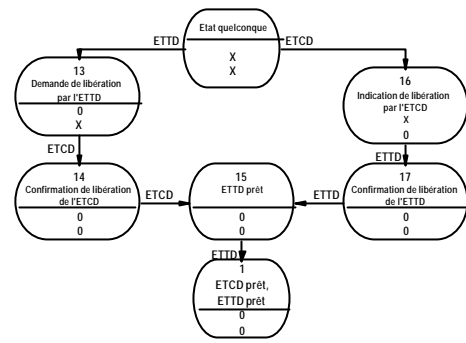 Etat quelconque
ETTD
ETCD
X
X
13
Demande de libération
par l'ETTD
0
X
16
Indication de libération
par l'ETCD
X
0
ETCD
ETTD
14
Confirmation de libération
de l'ETCD
0
0
ETCD
15
ETTD prêt
0
0
ETTD
17
Confirmation de libération
de l'ETTD
0
0
ETTD
1
ETCD prêt,
ETTD prêt
0
0